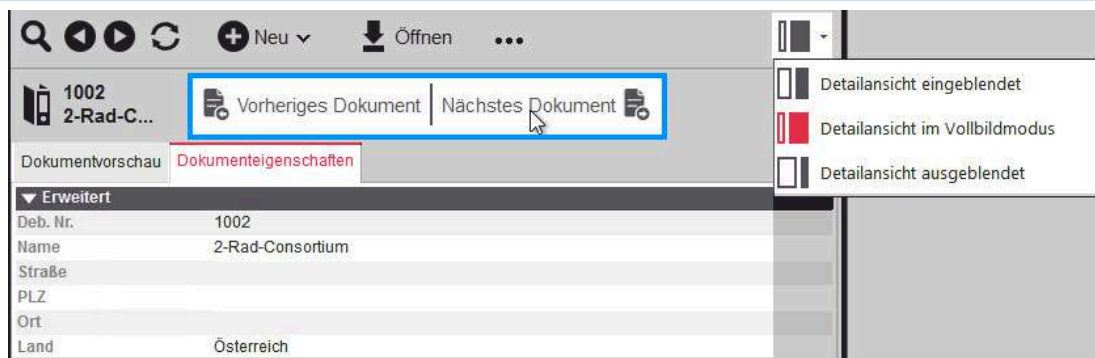 Neu
Öffnen
1002
2-Rad-C...
Vorheriges Dokument
Nächstes Dokument
Detailansicht eingeblendet
Detailansicht im Vollbildmodus
Detailansicht ausgeblendet
Dokumentvorschau
Dokumenteigenschaften
Erweitert
Deb. Nr. 1002
Name 2-Rad-Consortium
Straße
PLZ
Ort
Land Österreich